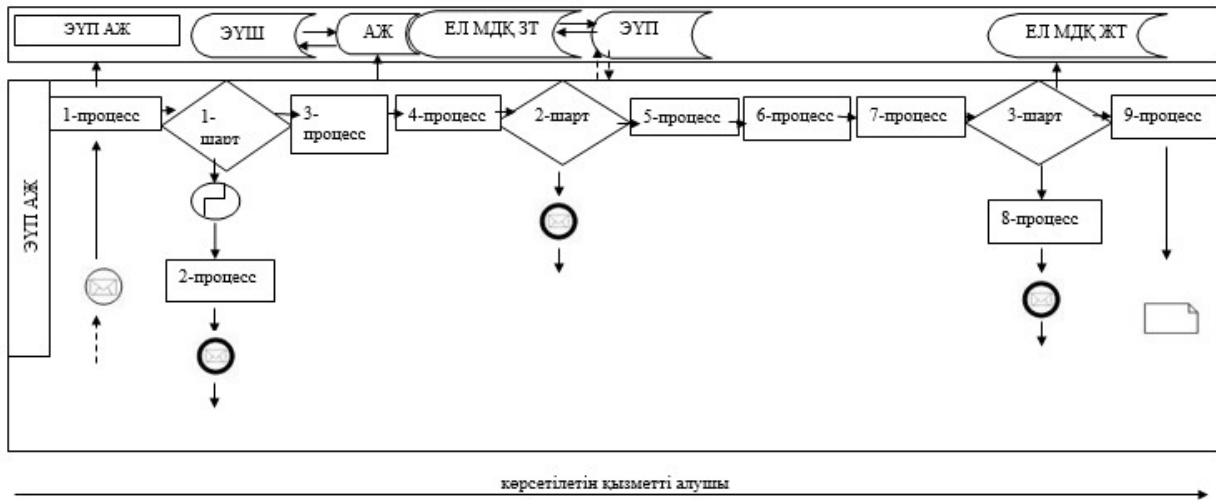 ЭҮП АЖ
ЭҮШ
АЖ
ЕЛ МДҚ ЗТ
ЭҮП
ЕЛ МДҚ ЖТ
ЭҮП АЖ
1-процесс
1-
шарт
3-
процесс
4-процесс
2-шарт
5-процесс
6-процесс
7-процесс
3-шарт
9-процесс
8-процесс
2-процесс
көрсетілетін қызметті алушы